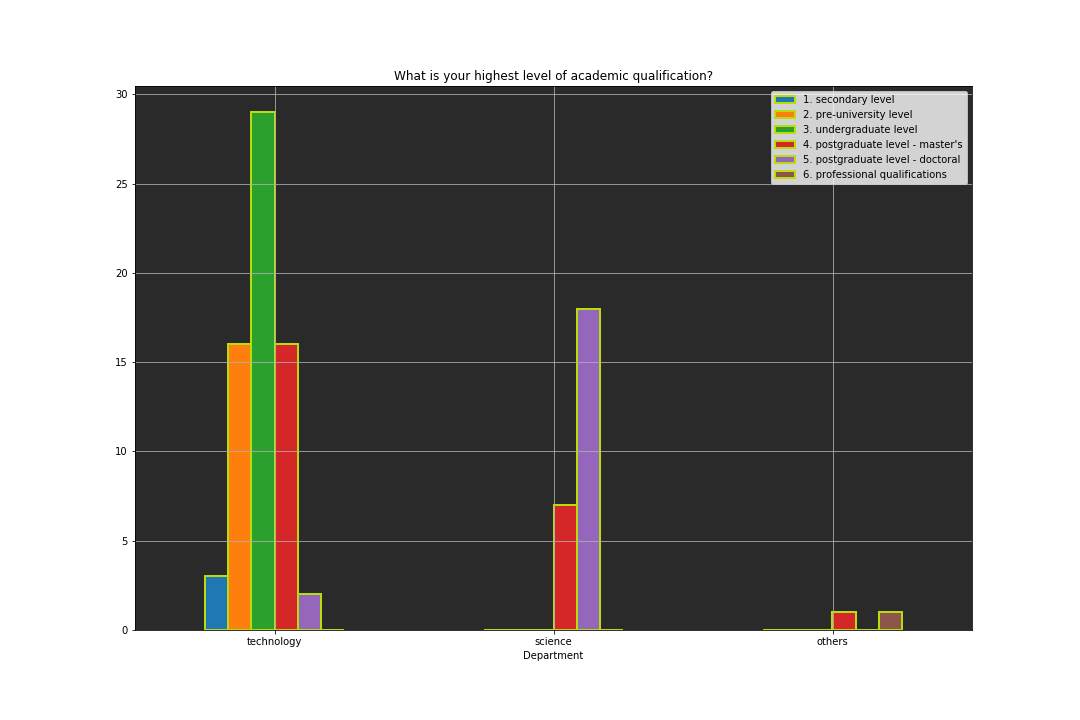 What is your highest level of academic qualification?
30
25
20
15
10
5
0
1. secondary level
2. pre-university level
3. undergraduate level
4. postgraduate level - master's
5. postgraduate level - doctoral
6. professional qualifications
technology science others
Department